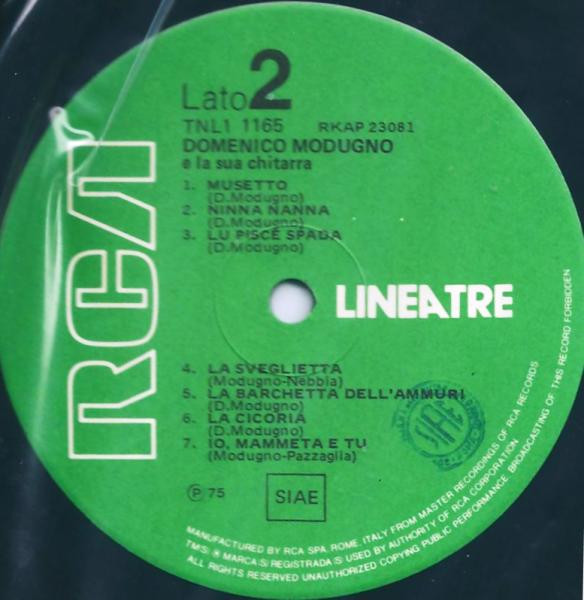 Lato 2
TNL1 1165 RKAP 23081
DOMENICO MODUGNO
e la sua chitarra
1. MUSETTO
(D.Modugno)
2. NINNA NANNA
(D.Modugno)
3. LU PISCE SPADA
(D.Modugno)
RCA
LINEATRE
4. LA SVEGLIETTA
(Modugno-Nebbia)
5. LA BARCHETTA DELL'AMMURI
(D.Modugno)
6. LA CICORIA
(D.Modugno)
7. IO, MAMMETA E TU
(Modugno-Pazzaglia)
SIAE
Ⓟ 75
SIAE
MANUFACTURED BY RCA SPA, ROME, ITALY FROM MASTER RECORDINGS OF RCA RECORDS
TM(S) ® MARCA(S) REGISTRADA(S) USED BY AUTHORITY OF RCA CORPORATION
ALL RIGHTS RESERVED UNAUTHORIZED COPYING PUBLIC PERFORMANCE BROADCASTING OF THIS RECORD FORBIDDEN